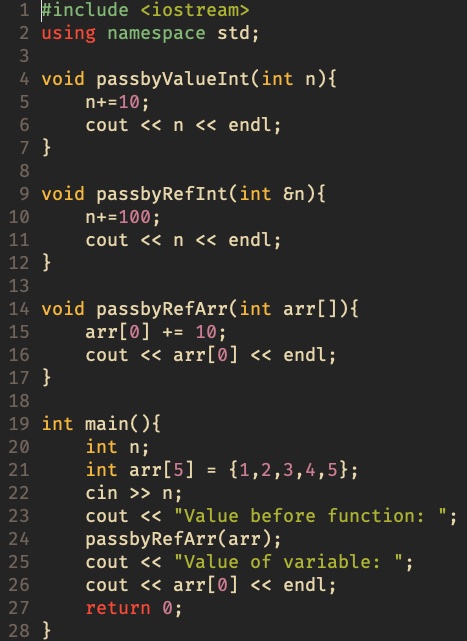 1 #include <iostream>
2 using namespace std;
3
4 void passbyValueInt(int n){
5     n+=10;
6     cout << n << endl;
7 }
8
9 void passbyRefInt(int &n){
10     n+=100;
11     cout << n << endl;
12 }
13
14 void passbyRefArr(int arr[]){
15     arr[0] += 10;
16     cout << arr[0] << endl;
17 }
18
19 int main(){
20     int n;
21     int arr[5] = {1,2,3,4,5};
22     cin >> n;
23     cout << "Value before function: ";
24     passbyRefArr(arr);
25     cout << "Value of variable: ";
26     cout << arr[0] << endl;
27     return 0;
28 }